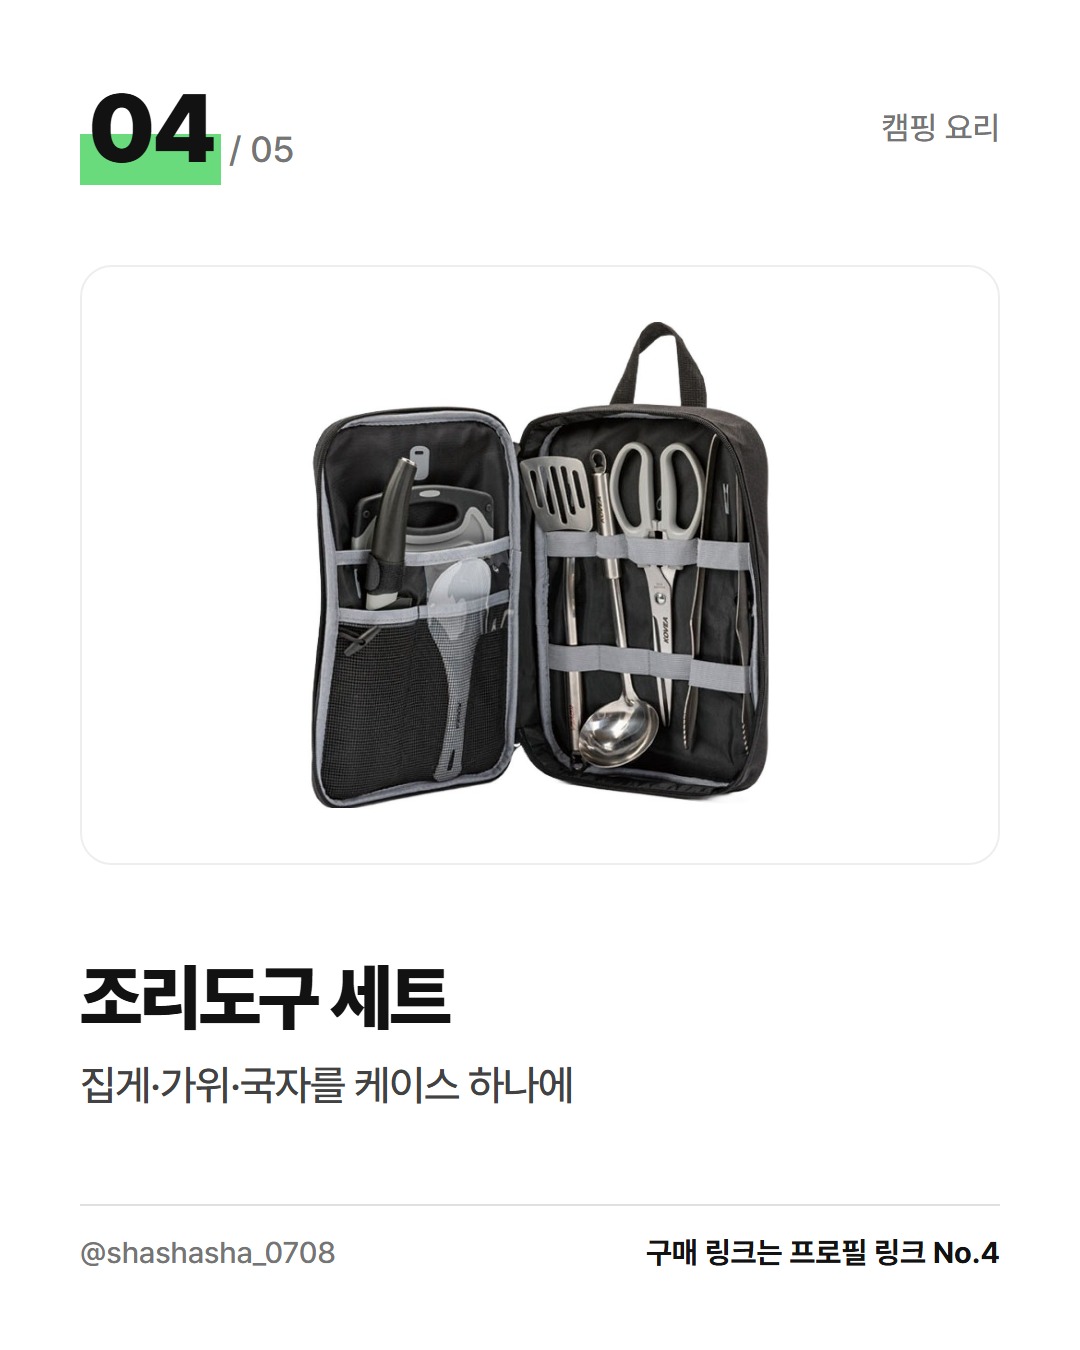 04 / 05
캠핑 요리
KOVEA
조리도구 세트
집게·가위·국자를 케이스 하나에
@shashasha_0708
구매 링크는 프로필 링크 No.4